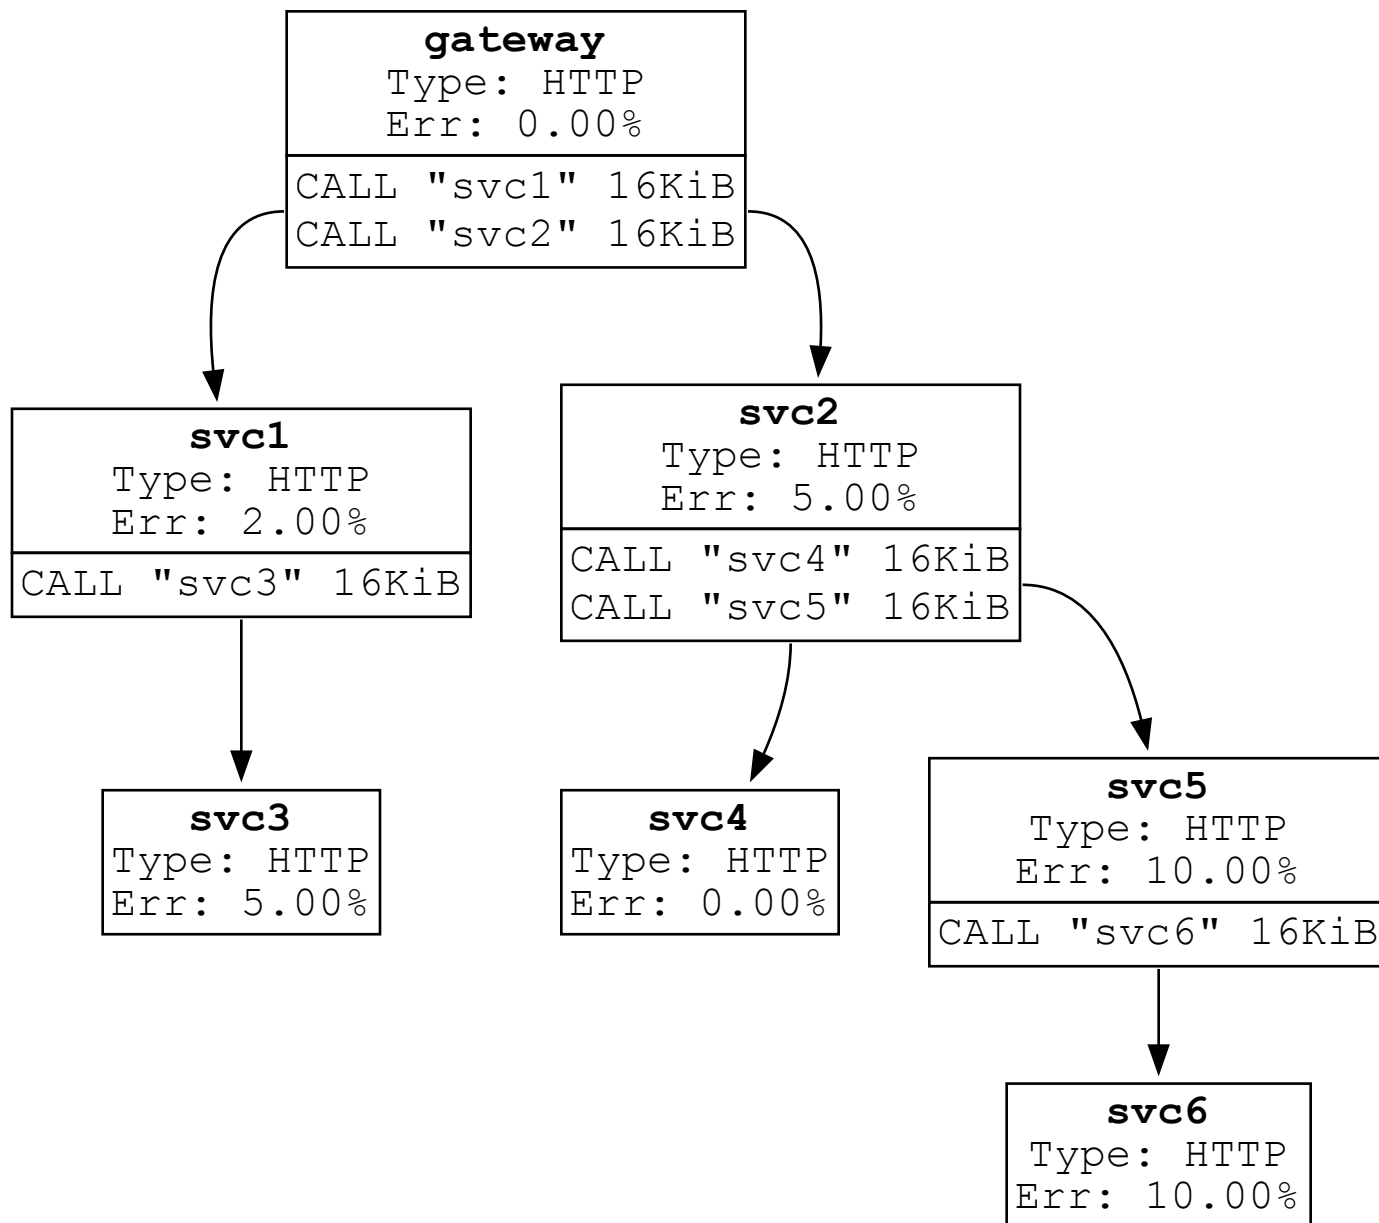 gateway
Type: HTTP
Err: 0.00%
CALL "svc1" 16KiB
CALL "svc2" 16KiB
svc1
Type: HTTP
Err: 2.00%
CALL "svc3" 16KiB
svc2
Type: HTTP
Err: 5.00%
CALL "svc4" 16KiB
CALL "svc5" 16KiB
svc3
Type: HTTP
Err: 5.00%
svc4
Type: HTTP
Err: 0.00%
svc5
Type: HTTP
Err: 10.00%
CALL "svc6" 16KiB
svc6
Type: HTTP
Err: 10.00%